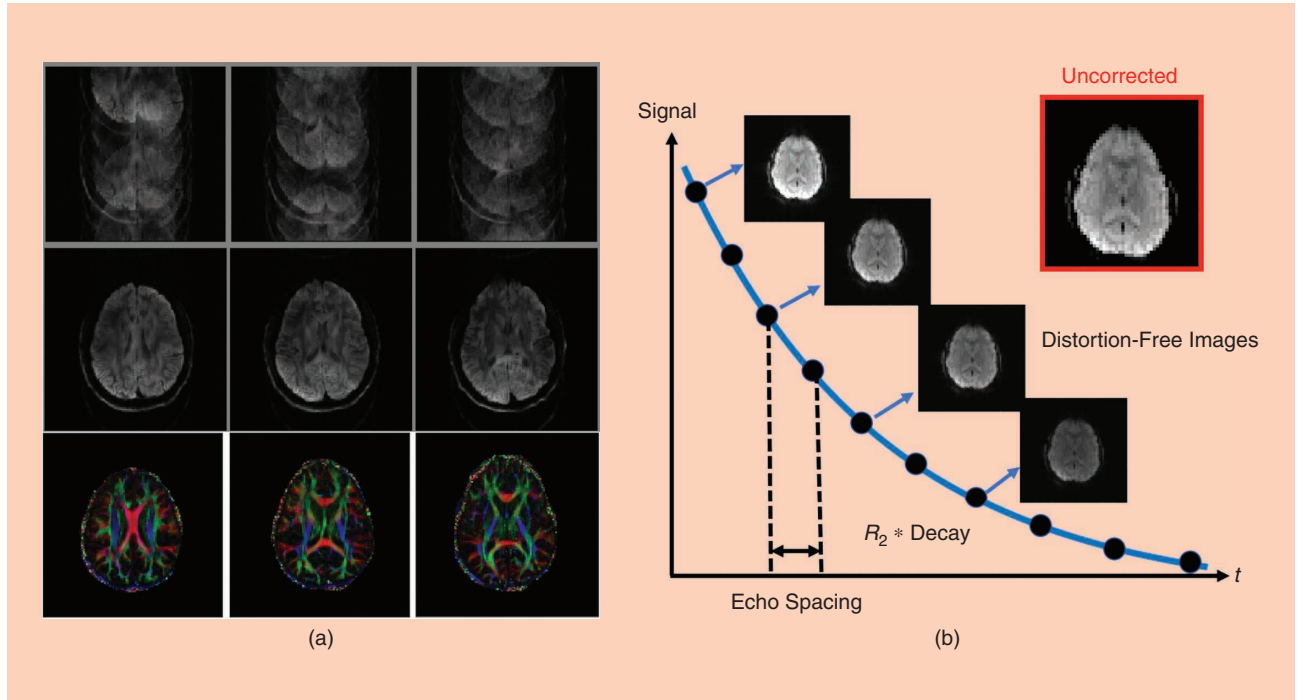 Uncorrected
Signal
Distortion-Free Images
R2 * Decay
t
Echo Spacing
(a)
(b)